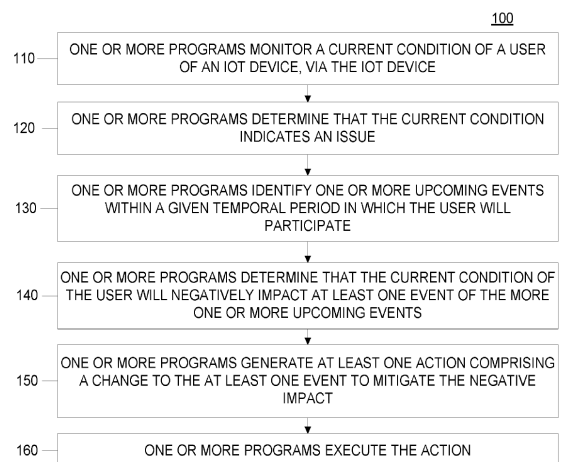 100
110
ONE OR MORE PROGRAMS MONITOR A CURRENT CONDITION OF A USER
OF AN IOT DEVICE, VIA THE IOT DEVICE
120
ONE OR MORE PROGRAMS DETERMINE THAT THE CURRENT CONDITION
INDICATES AN ISSUE
130
ONE OR MORE PROGRAMS IDENTIFY ONE OR MORE UPCOMING EVENTS
WITHIN A GIVEN TEMPORAL PERIOD IN WHICH THE USER WILL
PARTICIPATE
140
ONE OR MORE PROGRAMS DETERMINE THAT THE CURRENT CONDITION OF
THE USER WILL NEGATIVELY IMPACT AT LEAST ONE EVENT OF THE MORE
ONE OR MORE UPCOMING EVENTS
150
ONE OR MORE PROGRAMS GENERATE AT LEAST ONE ACTION COMPRISING
A CHANGE TO THE AT LEAST ONE EVENT TO MITIGATE THE NEGATIVE
IMPACT
160
ONE OR MORE PROGRAMS EXECUTE THE ACTION